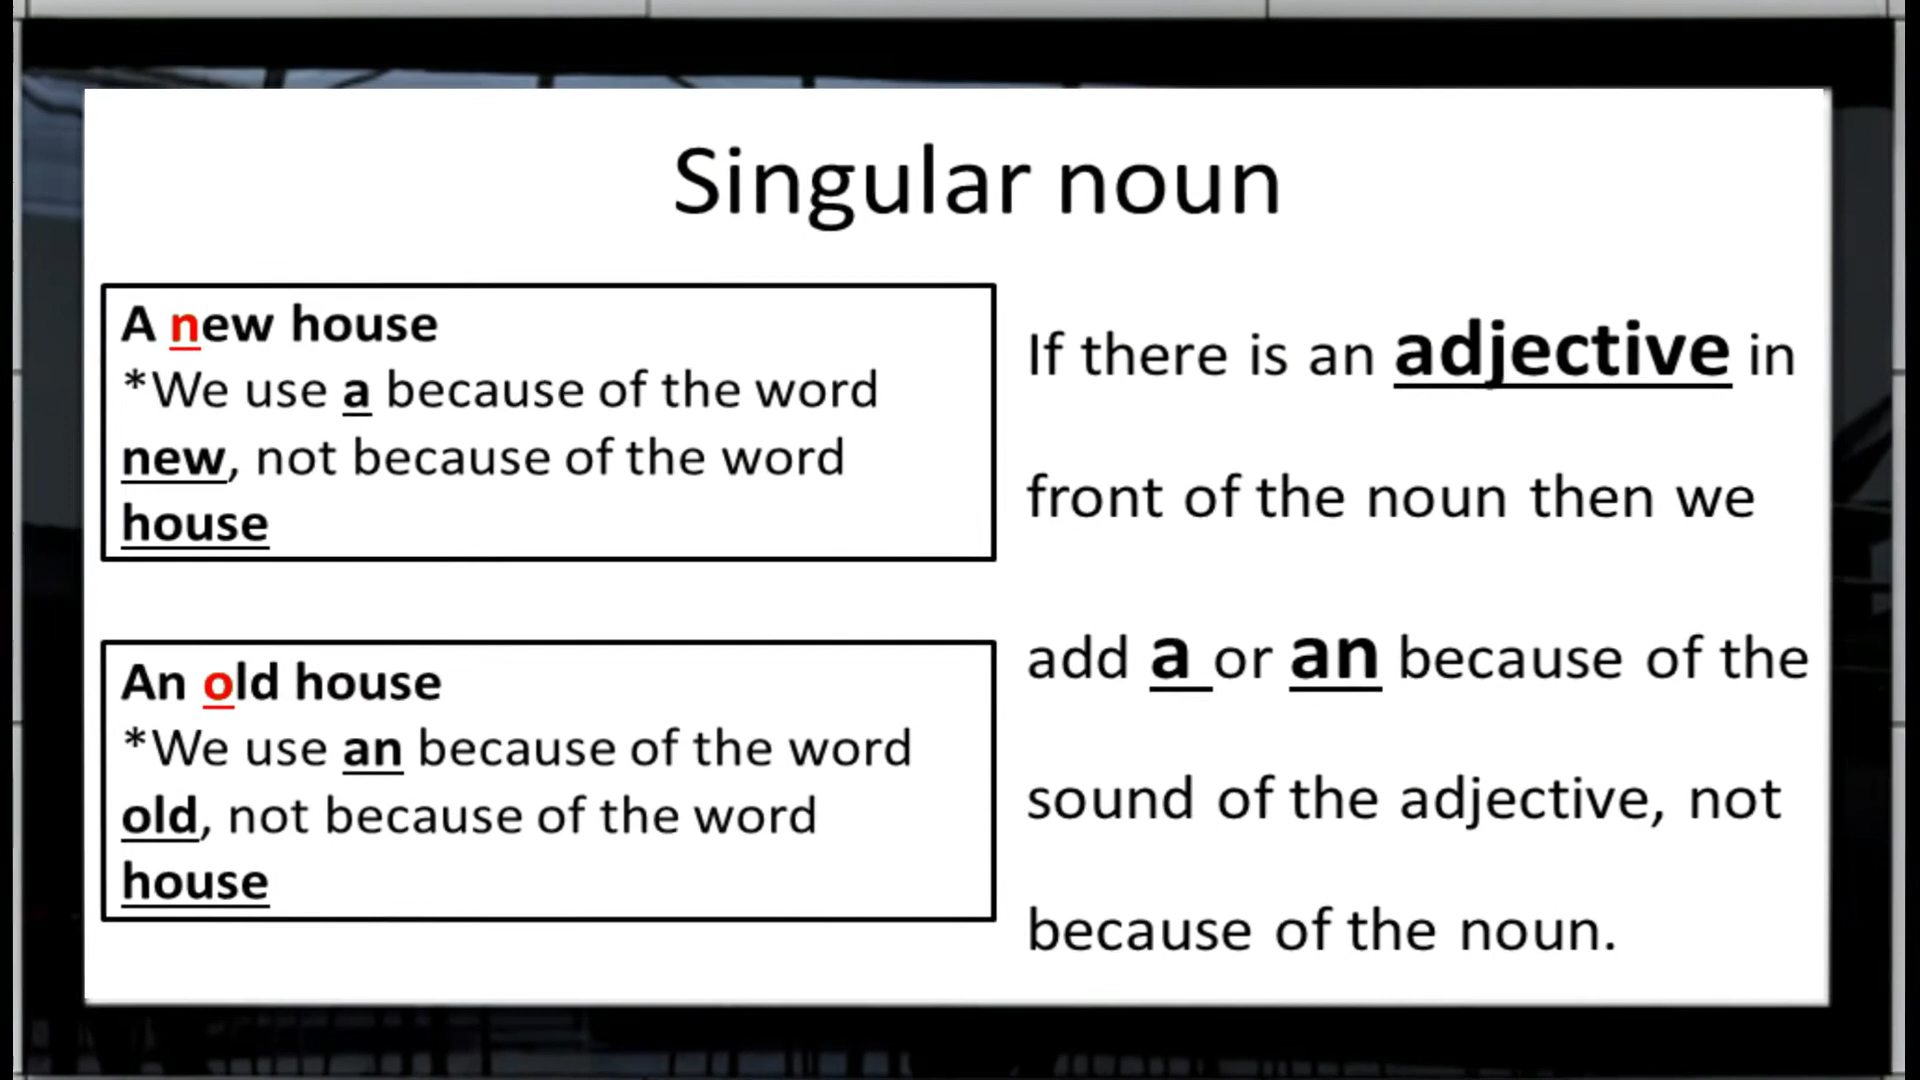 Singular noun
A new house
*We use a because of the word
new, not because of the word
house
An old house
*We use an because of the word
old, not because of the word
house
If there is an adjective in
front of the noun then we
add a or an because of the
sound of the adjective, not
because of the noun.